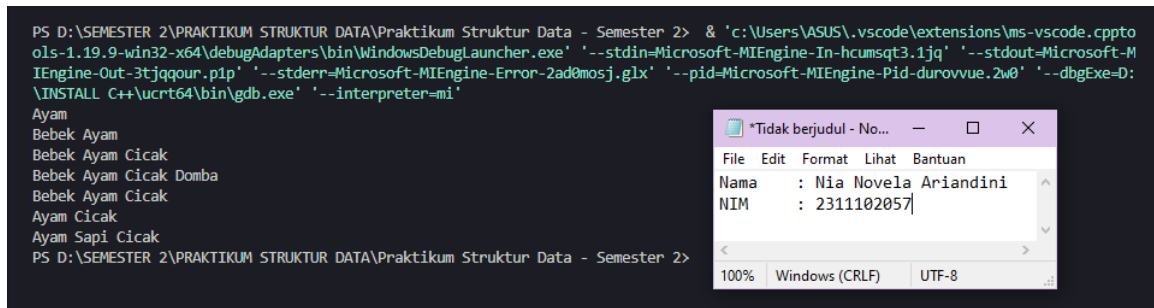 PS D:\SEMESTER 2\PRAKTIKUM STRUKTUR DATA\Praktikum Struktur Data - Semester 2>  & 'c:\Users\ASUS\.vscode\extensions\ms-vscode.cppto
ols-1.19.9-win32-x64\debugAdapters\bin\WindowsDebugLauncher.exe' '--stdin=Microsoft-MIEngine-In-hcumsqt3.1jq' '--stdout=Microsoft-M
IEngine-Out-3tjqqour.p1p' '--stderr=Microsoft-MIEngine-Error-2ad0mosj.glx' '--pid=Microsoft-MIEngine-Pid-durovvue.2w0' '--dbgExe=D:
\INSTALL C++\ucrt64\bin\gdb.exe' '--interpreter=mi'
Ayam
Bebek Ayam
Bebek Ayam Cicak
Bebek Ayam Cicak Domba
Bebek Ayam Cicak
Ayam Cicak
Ayam Sapi Cicak
PS D:\SEMESTER 2\PRAKTIKUM STRUKTUR DATA\Praktikum Struktur Data - Semester 2>
*Tidak berjudul - No...
File Edit Format Lihat Bantuan
Nama : Nia Novela Ariandini
NIM : 2311102057
100% Windows (CRLF) UTF-8